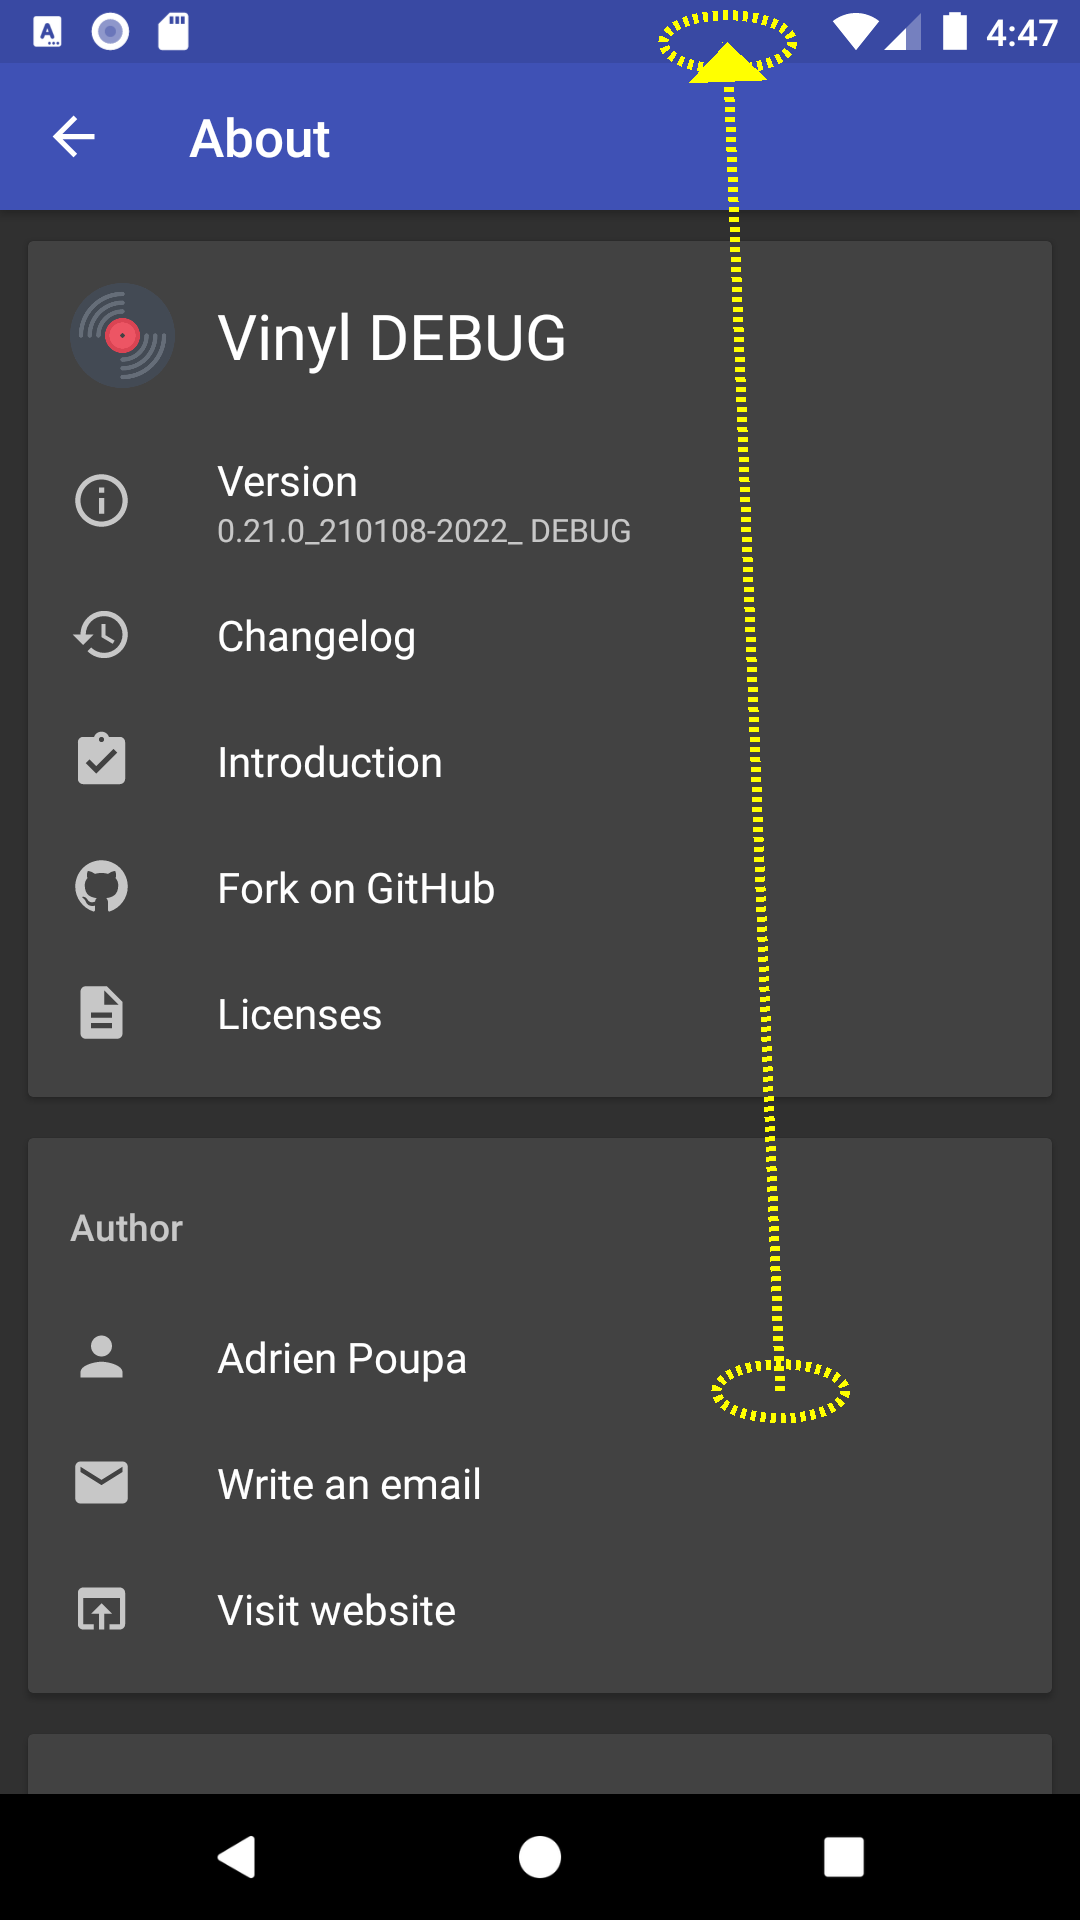 4:47
About
Vinyl DEBUG
Version
0.21.0_210108-2022_ DEBUG
Changelog
Introduction
Fork on GitHub
Licenses
Author
Adrien Poupa
Write an email
Visit website